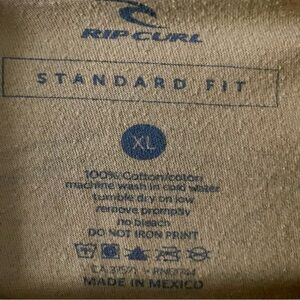 RIP CURL
STANDARD FIT
XL
100% Cotton/coton
machine wash in cold water
tumble dry on low
remove promptly
no bleach
DO NOT IRON PRINT
MADE IN MEXICO